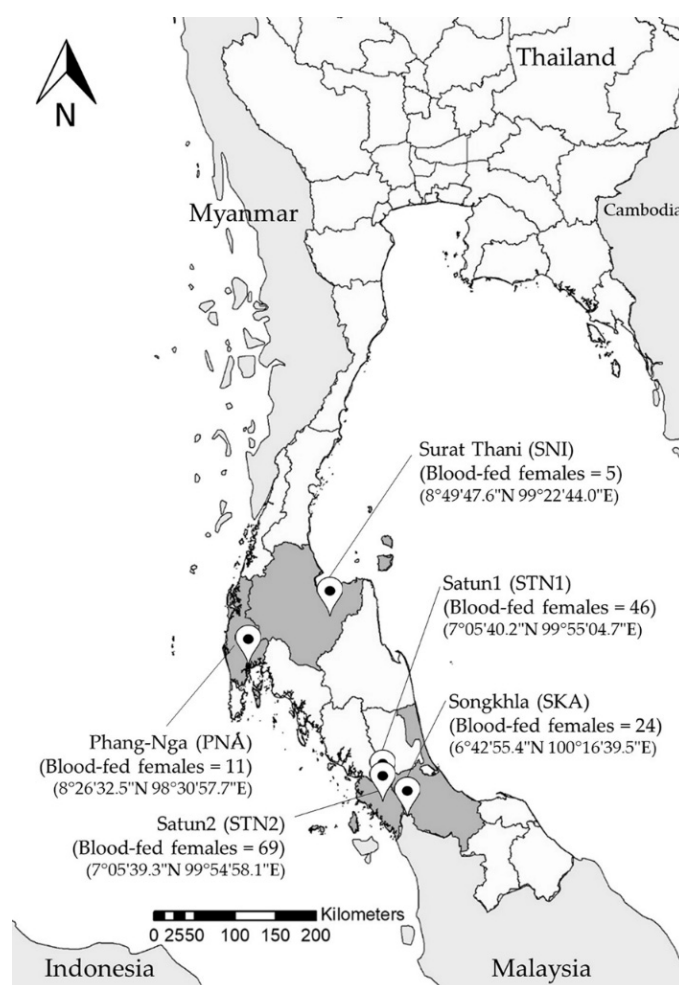 Thailand
N
Myanmar
Cambodia
Surat Thani (SNI)
(Blood-fed females = 5)
(8°49'47.6"N 99°22'44.0"E)
Satun1 (STN1)
(Blood-fed females = 46)
(7°05'40.2"N 99°55'04.7"E)
Songkhla (SKA)
(Blood-fed females = 24)
(6°42'55.4"N 100°16'39.5"E)
Phang-Nga (PNA)
(Blood-fed females = 11)
(8°26'32.5"N 98°30'57.7"E)
Satun2 (STN2)
(Blood-fed females = 69)
(7°05'39.3"N 99°54'58.1"E)
Kilometers
0 2550 100 150 200
Indonesia
Malaysia